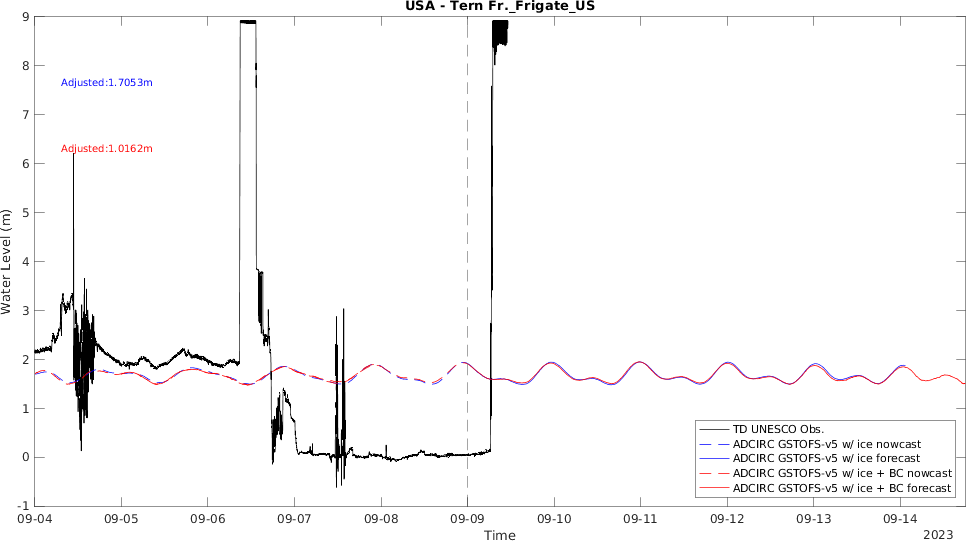 USA - Tern Fr._Frigate_US
9
8
7
6
5
4
3
2
1
0
-1
Water Level (m)
Adjusted:1.7053m
Adjusted:1.0162m
TD UNESCO Obs.
ADCIRC GSTOFS-v5 w/ ice nowcast
ADCIRC GSTOFS-v5 w/ ice forecast
ADCIRC GSTOFS-v5 w/ ice + BC nowcast
ADCIRC GSTOFS-v5 w/ ice + BC forecast
09-04 09-05 09-06 09-07 09-08 09-09 09-10 09-11 09-12 09-13 09-14
Time
2023